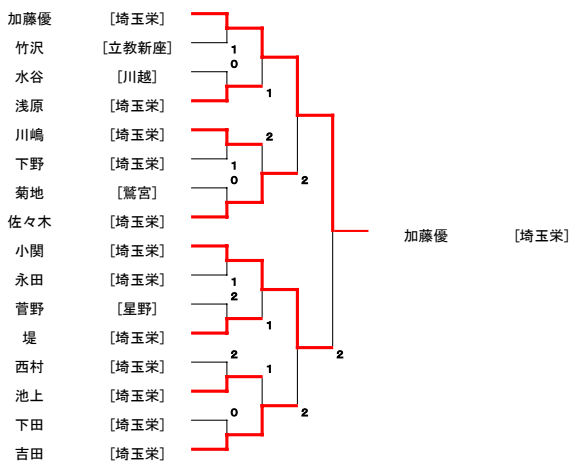 加藤優 [埼玉栄]
竹沢 [立教新座] 1
0
水谷 [川越]
1
浅原 [埼玉栄]
川嶋 [埼玉栄] 2
下野 [埼玉栄] 1
0 2
菊地 [鷲宮]
佐々木 [埼玉栄]
加藤優 [埼玉栄]
小関 [埼玉栄]
永田 [埼玉栄] 1
2
菅野 [星野]
1
堤 [埼玉栄]
2 2
西村 [埼玉栄] 1
池上 [埼玉栄]
0 2
下田 [埼玉栄]
吉田 [埼玉栄]